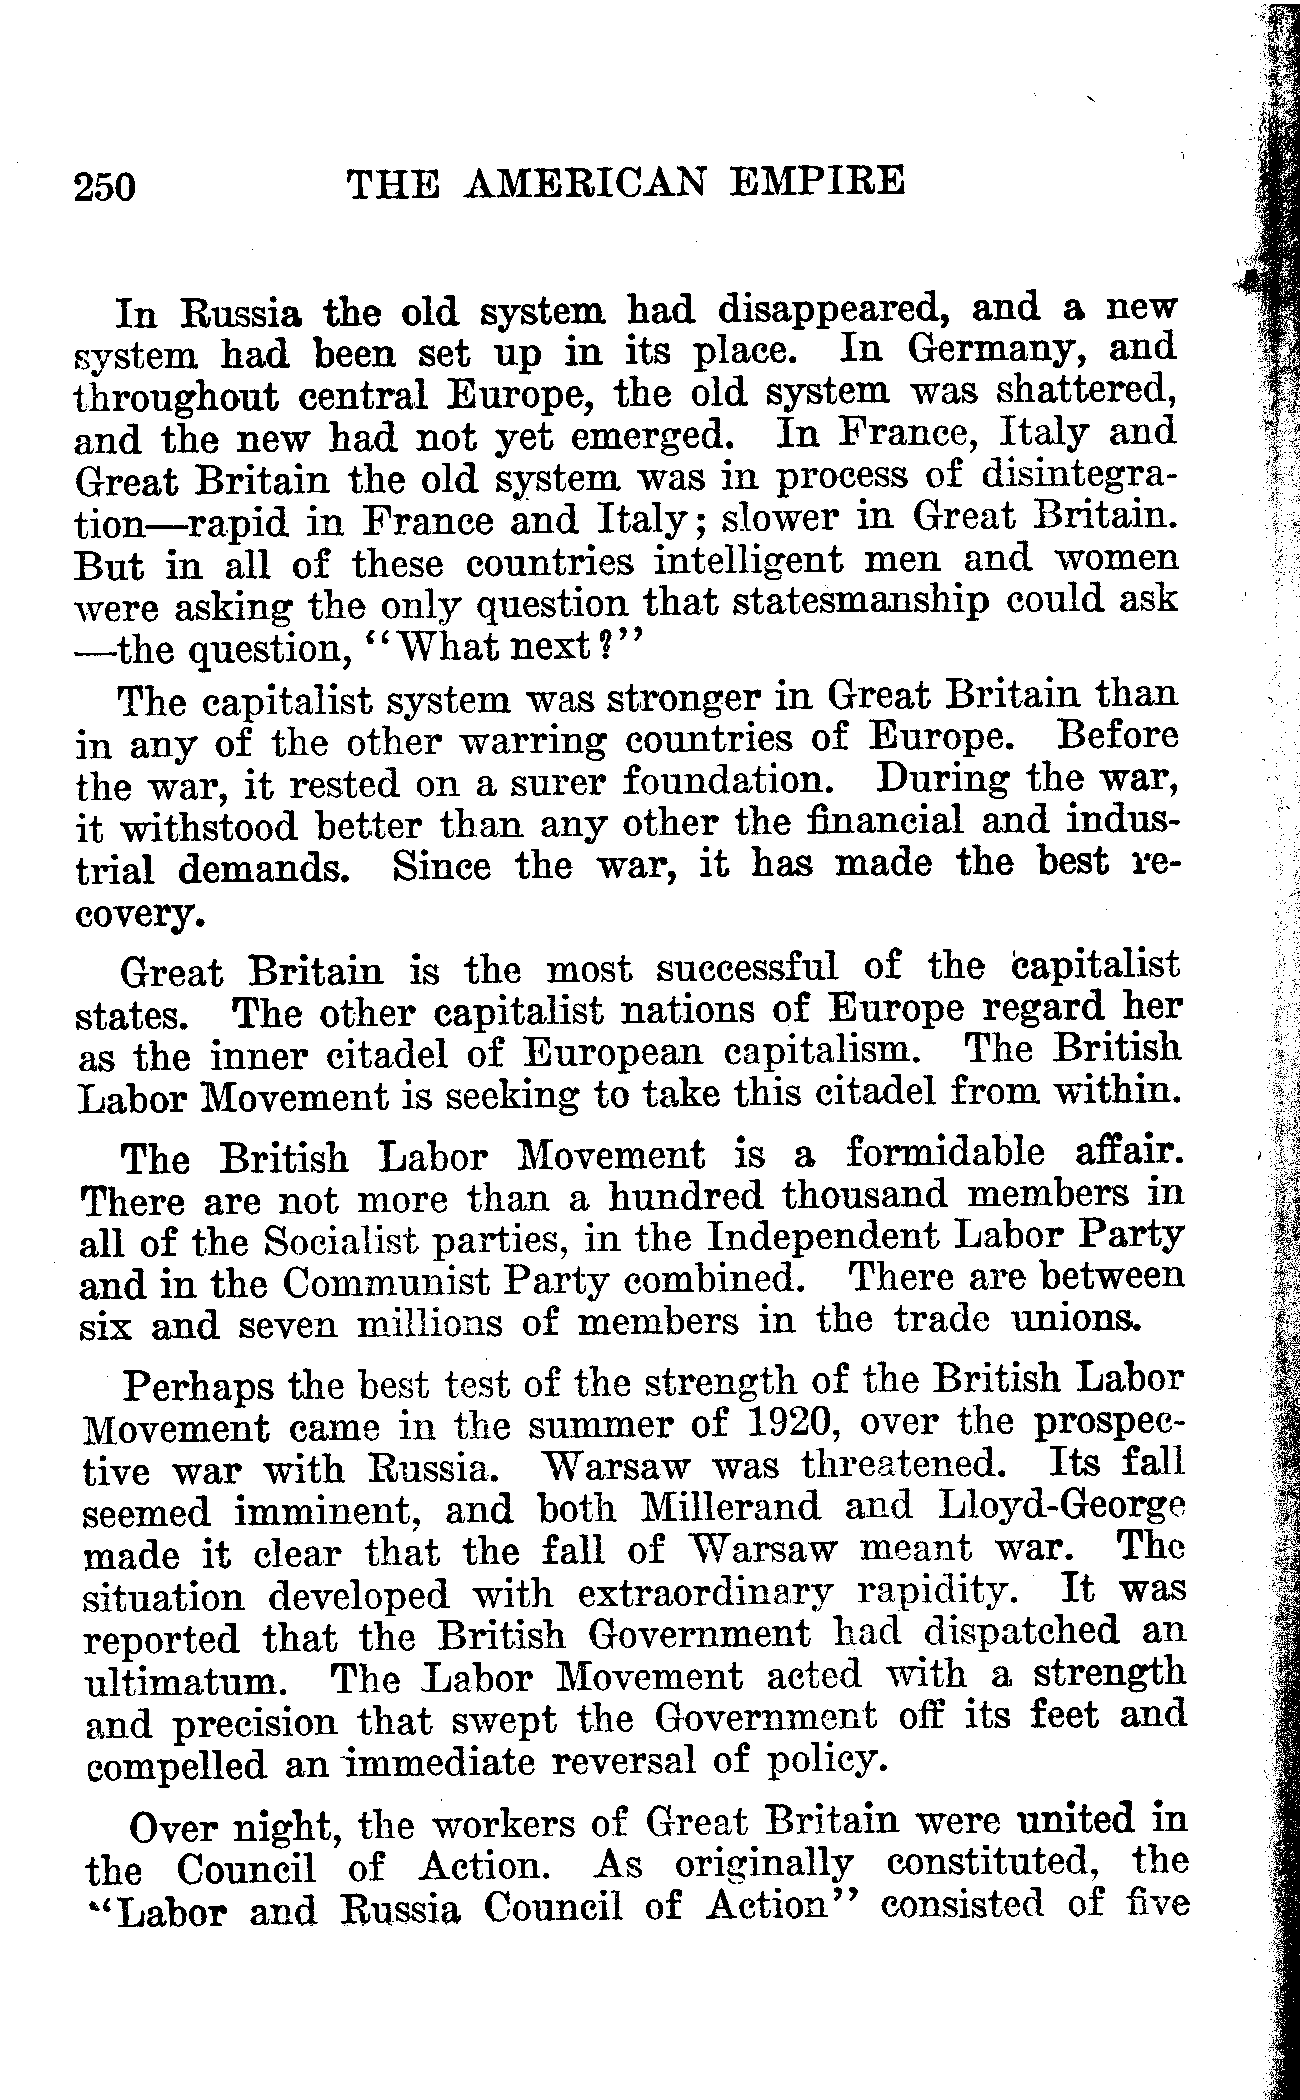 250 THE AMERICAN EMPIRE
In Russia the old system had disappeared, and a new
system had been set up in its place. In Germany, and
throughout central Europe, the old system was shattered,
and the new had not yet emerged. In France, Italy and
Great Britain the old system was in process of disintegra-
tion—rapid in France and Italy; slower in Great Britain.
But in all of these countries intelligent men and women
were asking the only question that statesmanship could ask
—the question, "What next?"
The capitalist system was stronger in Great Britain than
in any of the other warring countries of Europe. Before
the war, it rested on a surer foundation. During the war,
it withstood better than any other the financial and indus-
trial demands. Since the war, it has made the best re-
covery.
Great Britain is the most successful of the capitalist
states. The other capitalist nations of Europe regard her
as the inner citadel of European capitalism. The British
Labor Movement is seeking to take this citadel from within.
The British Labor Movement is a formidable affair.
There are not more than a hundred thousand members in
all of the Socialist parties, in the Independent Labor Party
and in the Communist Party combined. There are between
six and seven millions of members in the trade unions.
Perhaps the best test of the strength of the British Labor
Movement came in the summer of 1920, over the prospec-
tive war with Russia. Warsaw was threatened. Its fall
seemed imminent, and both Millerand and Lloyd-George
made it clear that the fall of Warsaw meant war. The
situation developed with extraordinary rapidity. It was
reported that the British Government had dispatched an
ultimatum. The Labor Movement acted with a strength
and precision that swept the Government off its feet and
compelled an immediate reversal of policy.
Over night, the workers of Great Britain were united in
the Council of Action. As originally constituted, the
"Labor and Russia Council of Action" consisted of five